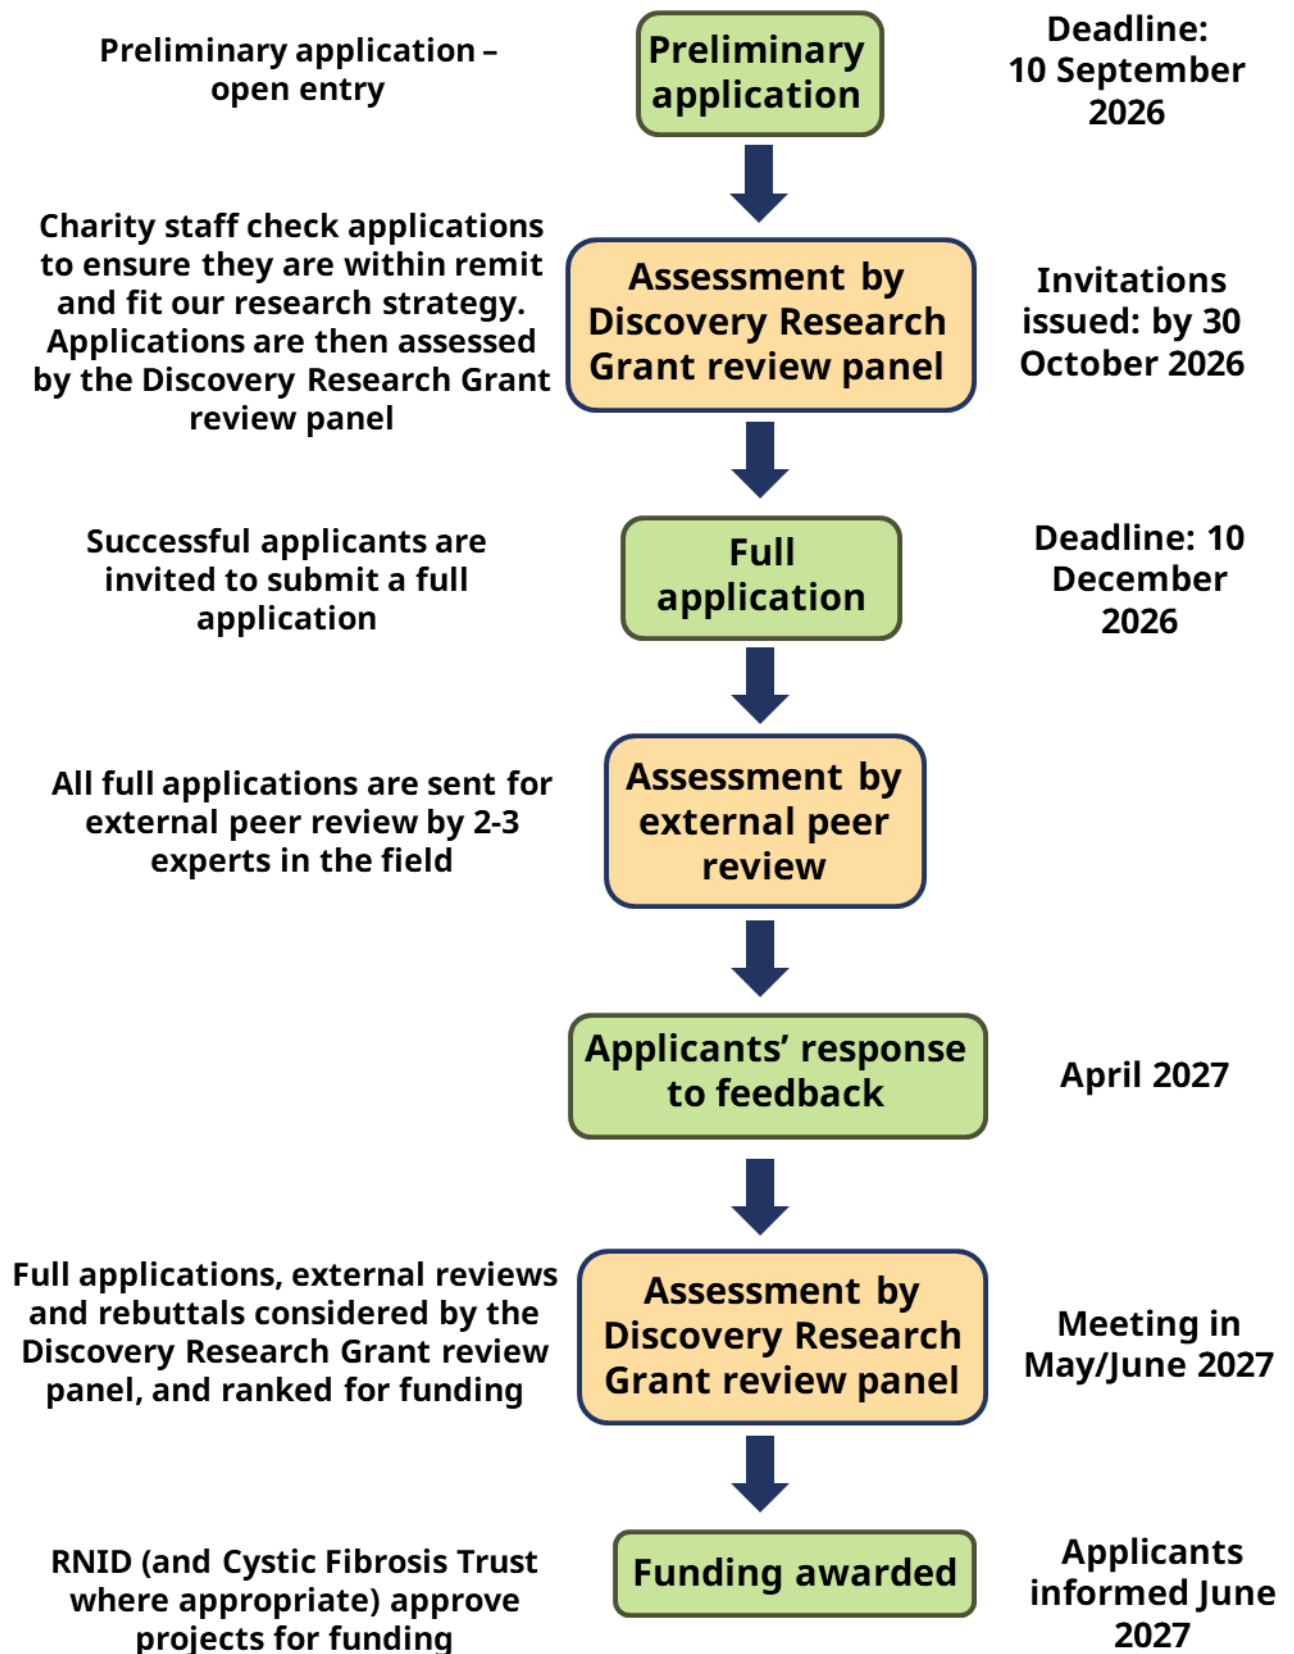 Preliminary application –
open entry
Preliminary
application
Deadline:
10 September
2026
Charity staff check applications
to ensure they are within remit
and fit our research strategy.
Applications are then assessed
by the Discovery Research Grant
review panel
Assessment by
Discovery Research
Grant review panel
Invitations
issued: by 30
October 2026
Successful applicants are
invited to submit a full
application
Full
application
Deadline: 10
December
2026
All full applications are sent for
external peer review by 2-3
experts in the field
Assessment by
external peer
review
Applicants’ response
to feedback
April 2027
Full applications, external reviews
and rebuttals considered by the
Discovery Research Grant review
panel, and ranked for funding
Assessment by
Discovery Research
Grant review panel
Meeting in
May/June 2027
RNID (and Cystic Fibrosis Trust
where appropriate) approve
projects for funding
Funding awarded
Applicants
informed June
2027